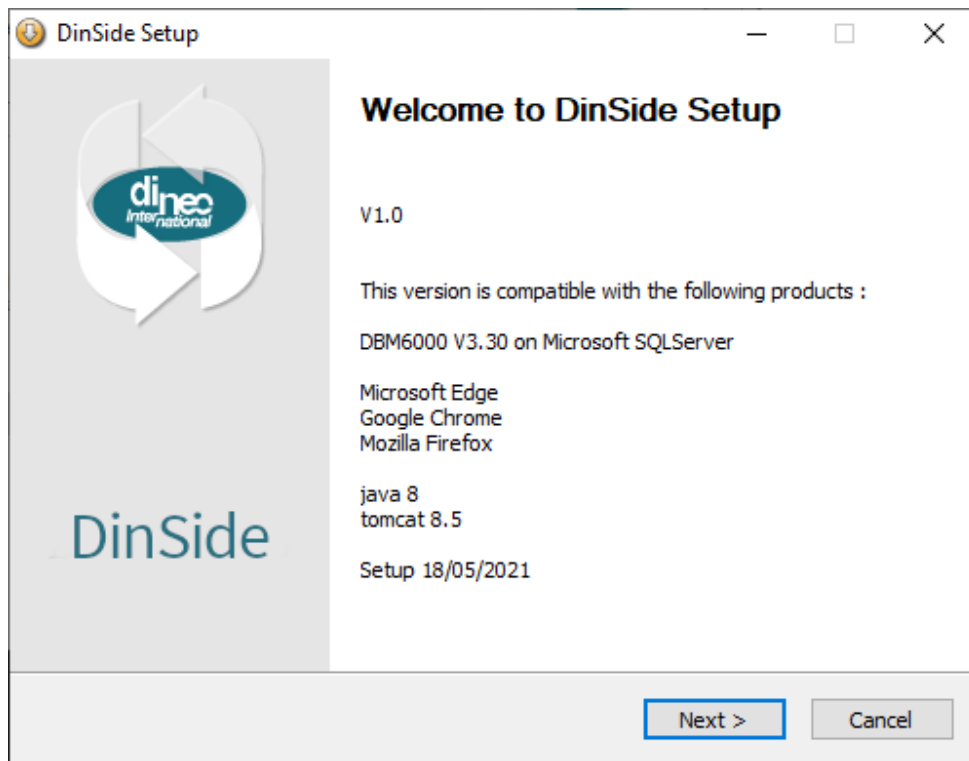 DinSide Setup
dineo
International
DinSide
Welcome to DinSide Setup
V1.0
This version is compatible with the following products :
DBM6000 V3.30 on Microsoft SQLServer
Microsoft Edge
Google Chrome
Mozilla Firefox
java 8
tomcat 8.5
Setup 18/05/2021
Next >
Cancel